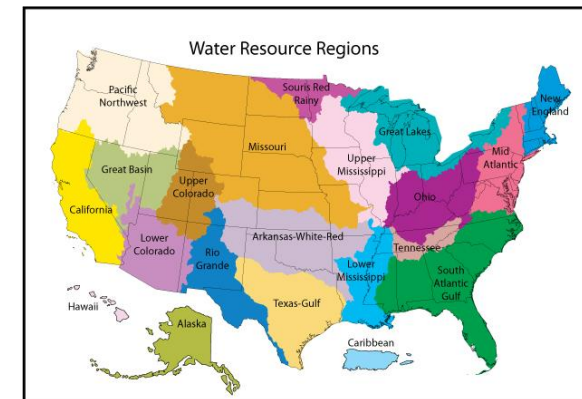 Water Resource Regions
Pacific
Northwest
Souris Red
Rainy
New
England
Great Lakes
Missouri
Upper
Mississippi
Mid
Atlantic
Great Basin
Upper
Colorado
Ohio
California
Lower
Colorado
Arkansas-White-Red
Tennessee
Rio
Grande
Lower
Mississippi
South
Atlantic
Gulf
Texas-Gulf
Hawaii
Alaska
Caribbean